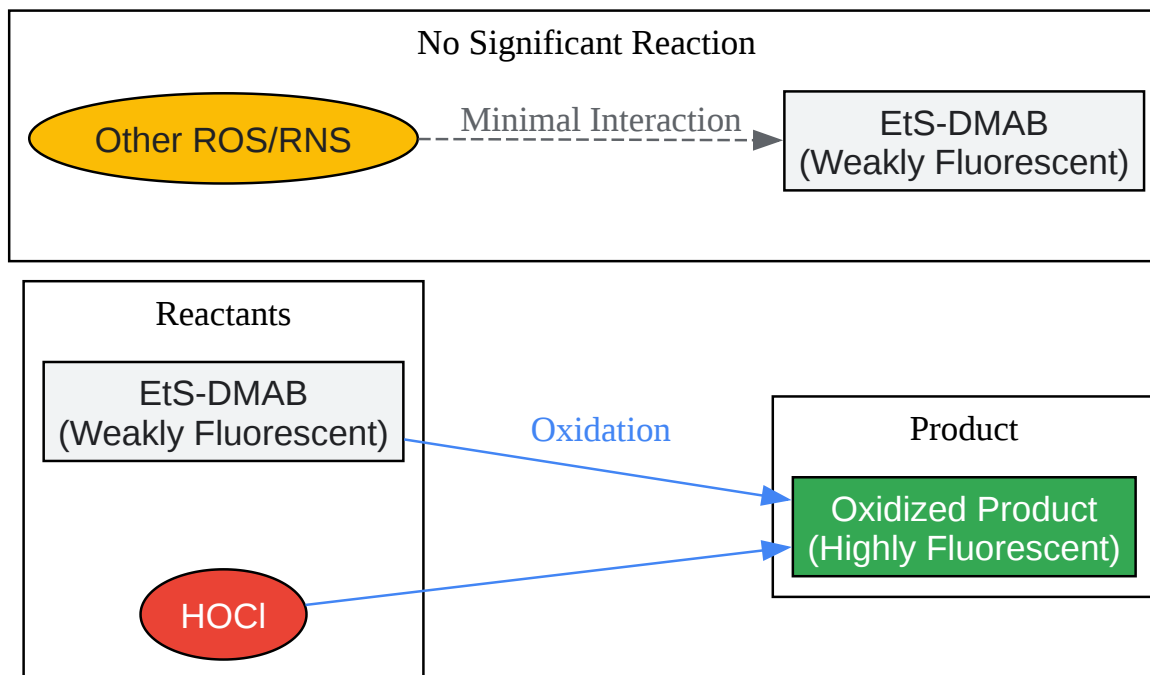 No Significant Reaction
Other ROS/RNS
Minimal Interaction
EtS-DMAB
(Weakly Fluorescent)
Reactants
EtS-DMAB
(Weakly Fluorescent)
HOCl
Oxidation
Product
Oxidized Product
(Highly Fluorescent)